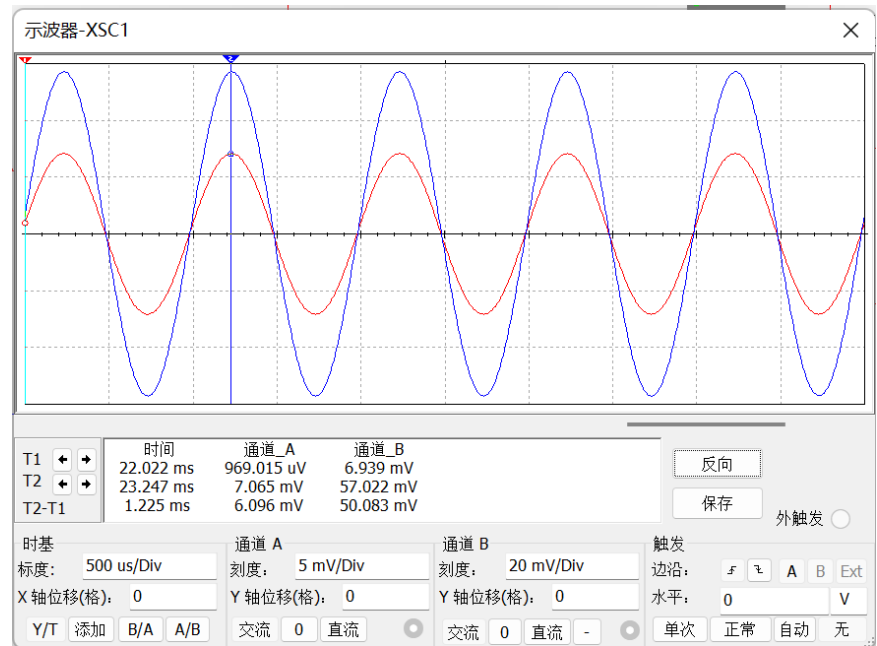 示波器-XSC1
1
2
时间 通道_A 通道_B
T1 22.022 ms 969.015 uV 6.939 mV
T2 23.247 ms 7.065 mV 57.022 mV
T2-T1 1.225 ms 6.096 mV 50.083 mV
反向
保存
外触发
时基 通道 A 通道 B 触发
标度: 500 us/Div 刻度: 5 mV/Div 刻度: 20 mV/Div 边沿: A B Ext
X 轴位移(格): 0 Y 轴位移(格): 0 Y 轴位移(格): 0 水平: 0 V
Y/T 添加 B/A A/B 交流 0 直流 交流 0 直流 - 单次 正常 自动 无